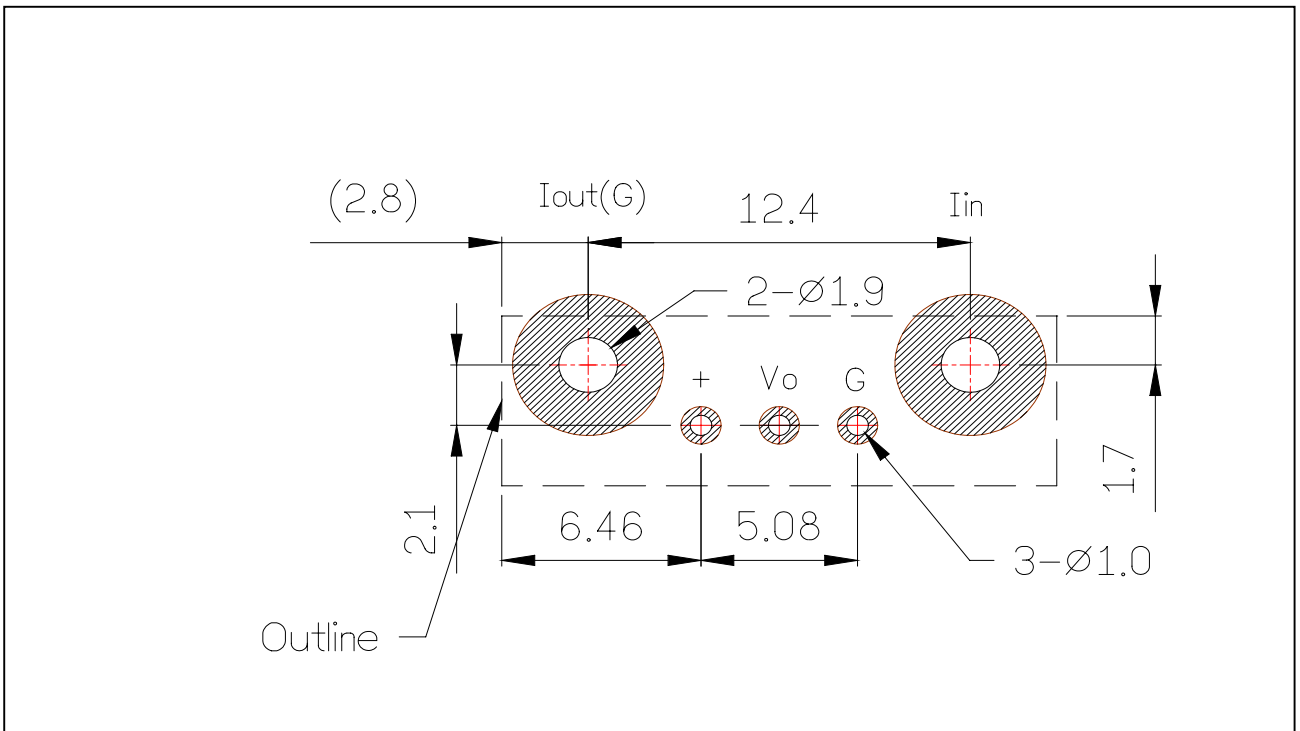 (2.8)
Iout(G)
12.4
Iin
2-Ø1.9
+
Vo
G
1.7
2.1
6.46
5.08
3-Ø1.0
Outline